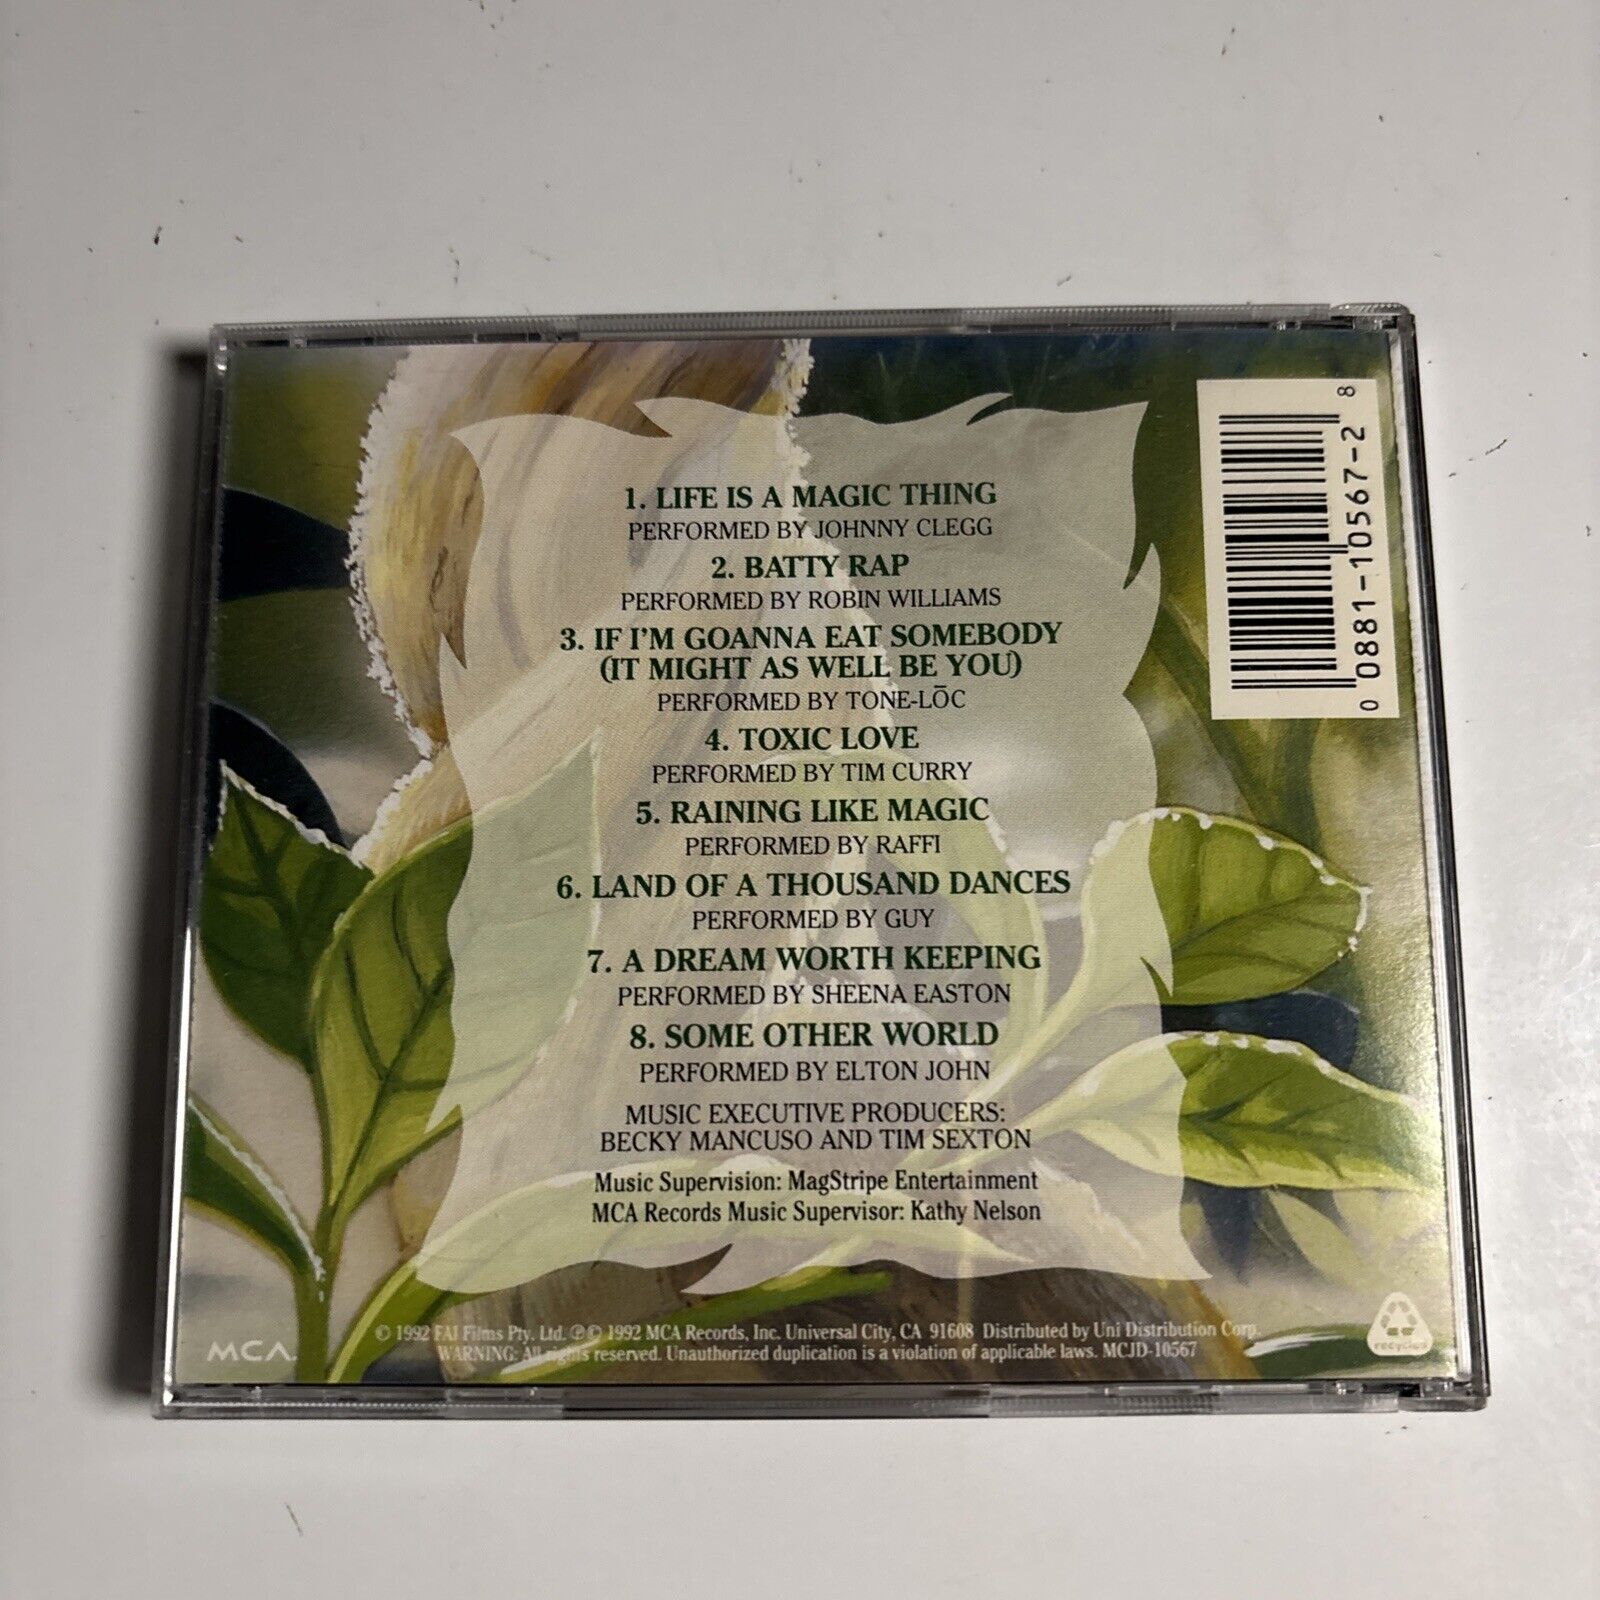 1. LIFE IS A MAGIC THING
PERFORMED BY JOHNNY CLEGG
2. BATTY RAP
PERFORMED BY ROBIN WILLIAMS
3. IF I'M GOANNA EAT SOMEBODY
(IT MIGHT AS WELL BE YOU)
PERFORMED BY TONE-LŌC
4. TOXIC LOVE
PERFORMED BY TIM CURRY
5. RAINING LIKE MAGIC
PERFORMED BY RAFFI
6. LAND OF A THOUSAND DANCES
PERFORMED BY GUY
7. A DREAM WORTH KEEPING
PERFORMED BY SHEENA EASTON
8. SOME OTHER WORLD
PERFORMED BY ELTON JOHN
MUSIC EXECUTIVE PRODUCERS:
BECKY MANCUSO AND TIM SEXTON
Music Supervision: MagStripe Entertainment
MCA Records Music Supervisor: Kathy Nelson
0 0881-10567-2 8
MCA
© 1992 FAI Films Pty. Ltd. ℗© 1992 MCA Records, Inc. Universal City, CA 91608 Distributed by Uni Distribution Corp.
WARNING: All rights reserved. Unauthorized duplication is a violation of applicable laws. MCJD-10567
recycled